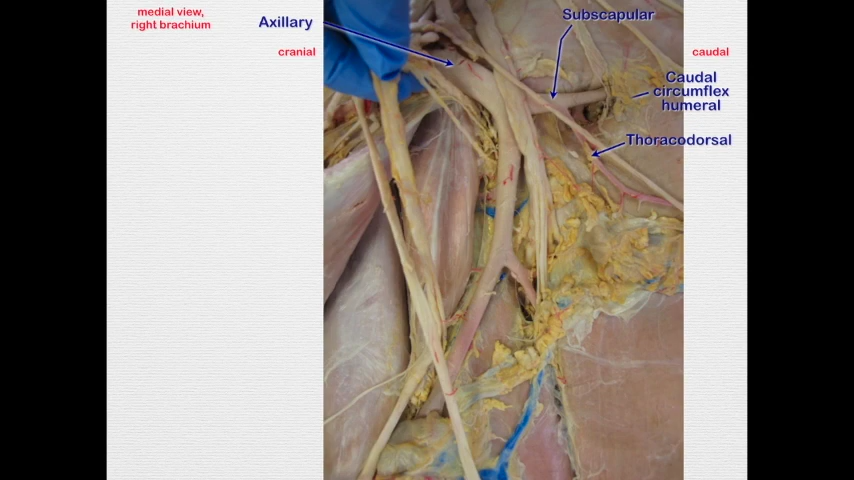 medial view,
right brachium
Axillary
Subscapular
cranial
caudal
Caudal
circumflex
humeral
Thoracodorsal